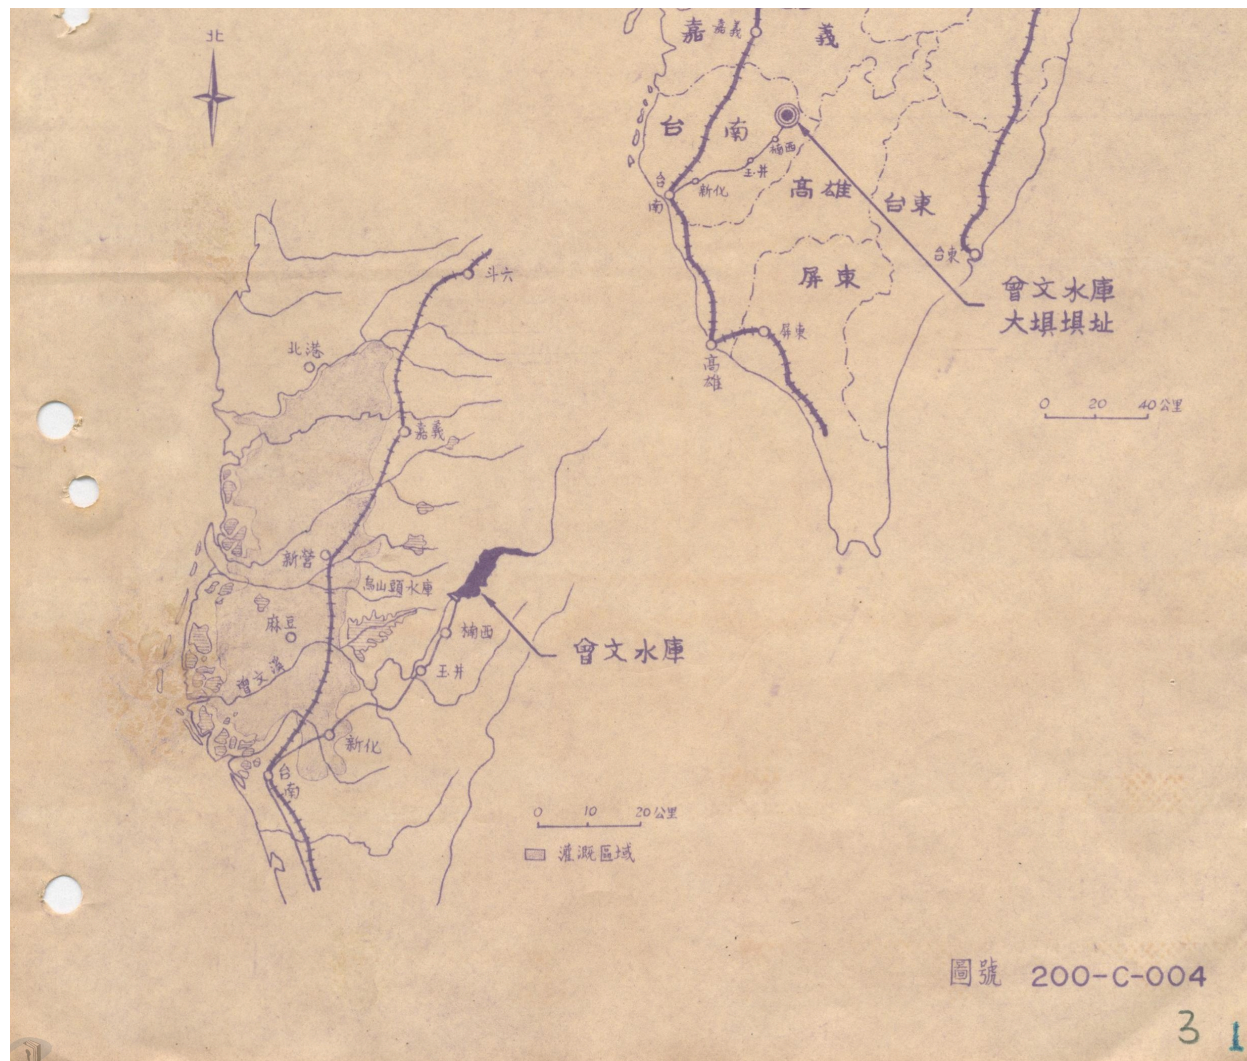 北
嘉 嘉義 義
台 南
楠西
玉井
新化
台南
高雄
台東
台東
屏東
屏東
高雄
曾文水庫
大壩壩址
0 20 40公里
斗六
北港
嘉義
新營
烏山頭水庫
麻豆
楠西
曾文水庫
玉井
曾文溪
新化
台南
0 10 20公里
灌溉區域
圖號 200-C-004
3 1